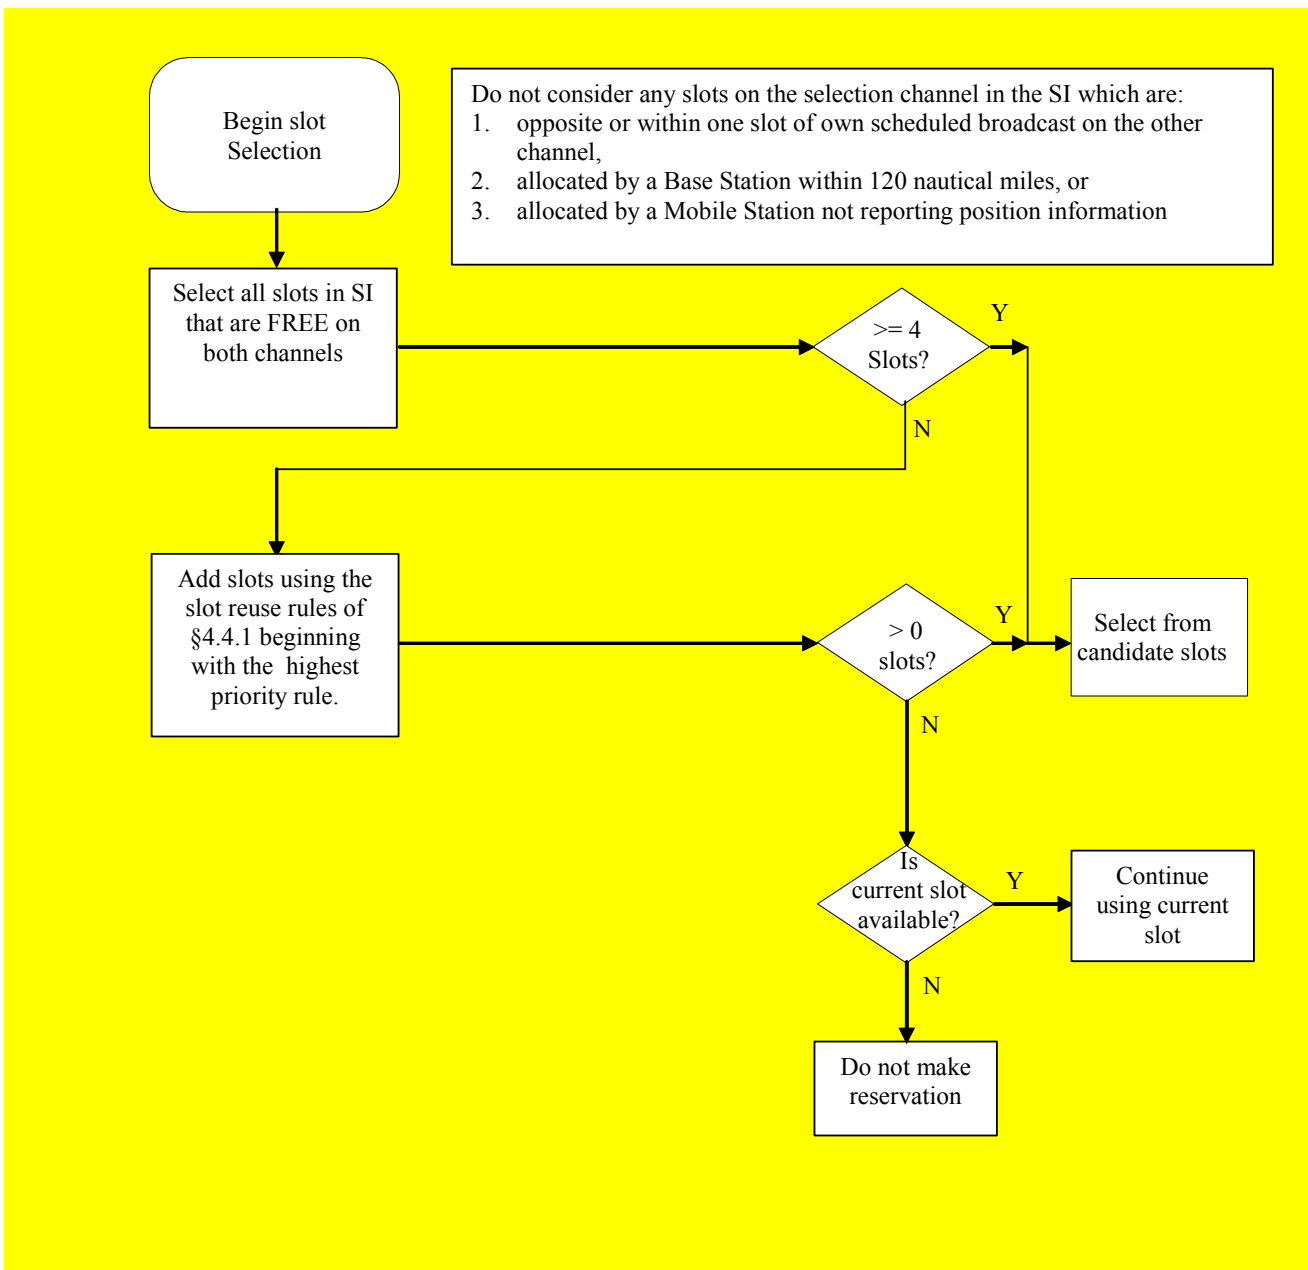 Begin slot
Selection
Do not consider any slots on the selection channel in the SI which are:
1. opposite or within one slot of own scheduled broadcast on the other
channel,
2. allocated by a Base Station within 120 nautical miles, or
3. allocated by a Mobile Station not reporting position information
Select all slots in SI
that are FREE on
both channels
>= 4
Slots?
Y
N
Add slots using the
slot reuse rules of
§4.4.1 beginning
with the highest
priority rule.
> 0
slots?
Y
Select from
candidate slots
N
Is
current slot
available?
Y
Continue
using current
slot
N
Do not make
reservation